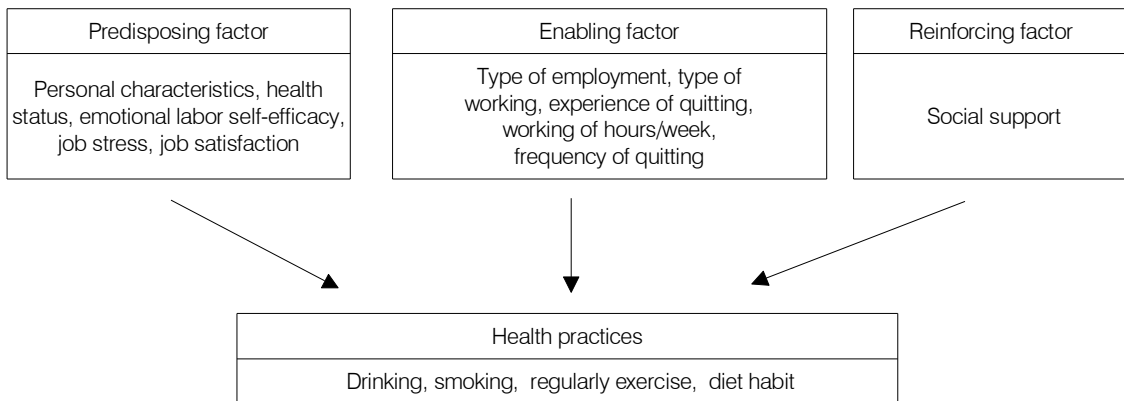 Predisposing factor
Personal characteristics, health
status, emotional labor self-efficacy,
job stress, job satisfaction
Enabling factor
Type of employment, type of
working, experience of quitting,
working of hours/week,
frequency of quitting
Reinforcing factor
Social support
Health practices
Drinking, smoking, regularly exercise, diet habit